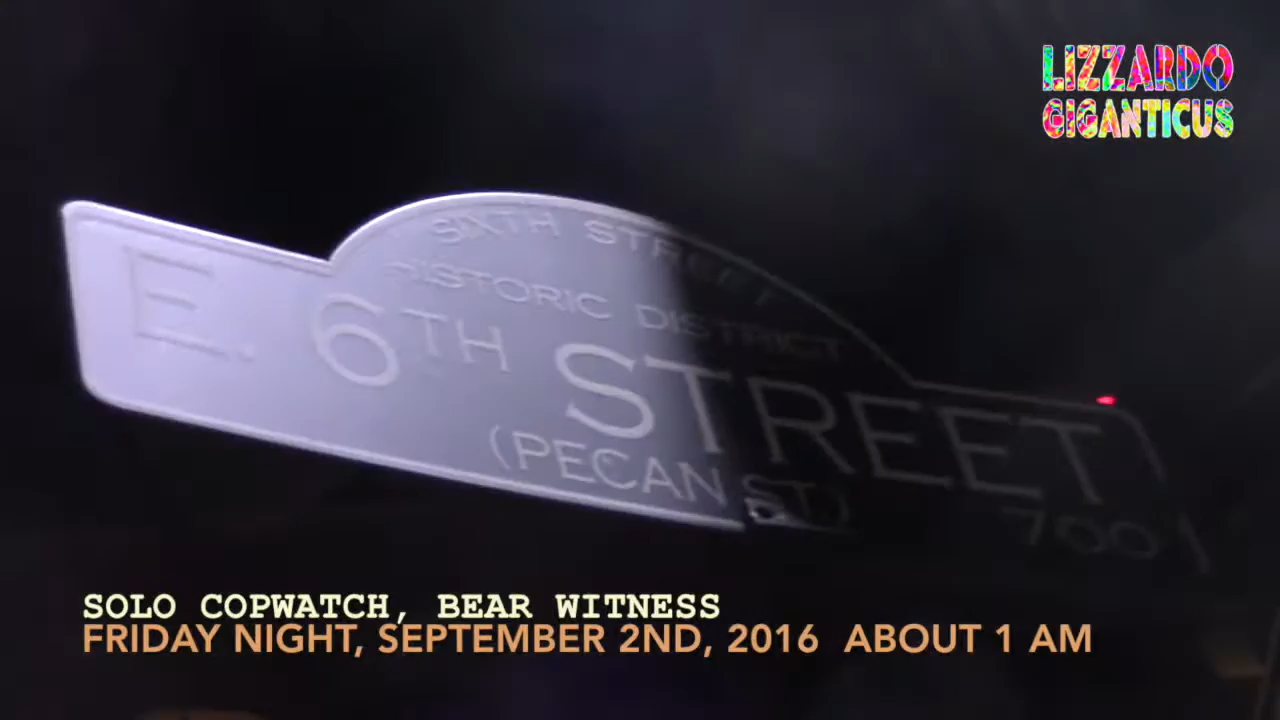 LIZZARDO
GIGANTICUS
SIXTH STREET
HISTORIC DISTRICT
E. 6TH STREET
(PECAN ST)
700
SOLO COPWATCH, BEAR WITNESS
FRIDAY NIGHT, SEPTEMBER 2ND, 2016 ABOUT 1 AM